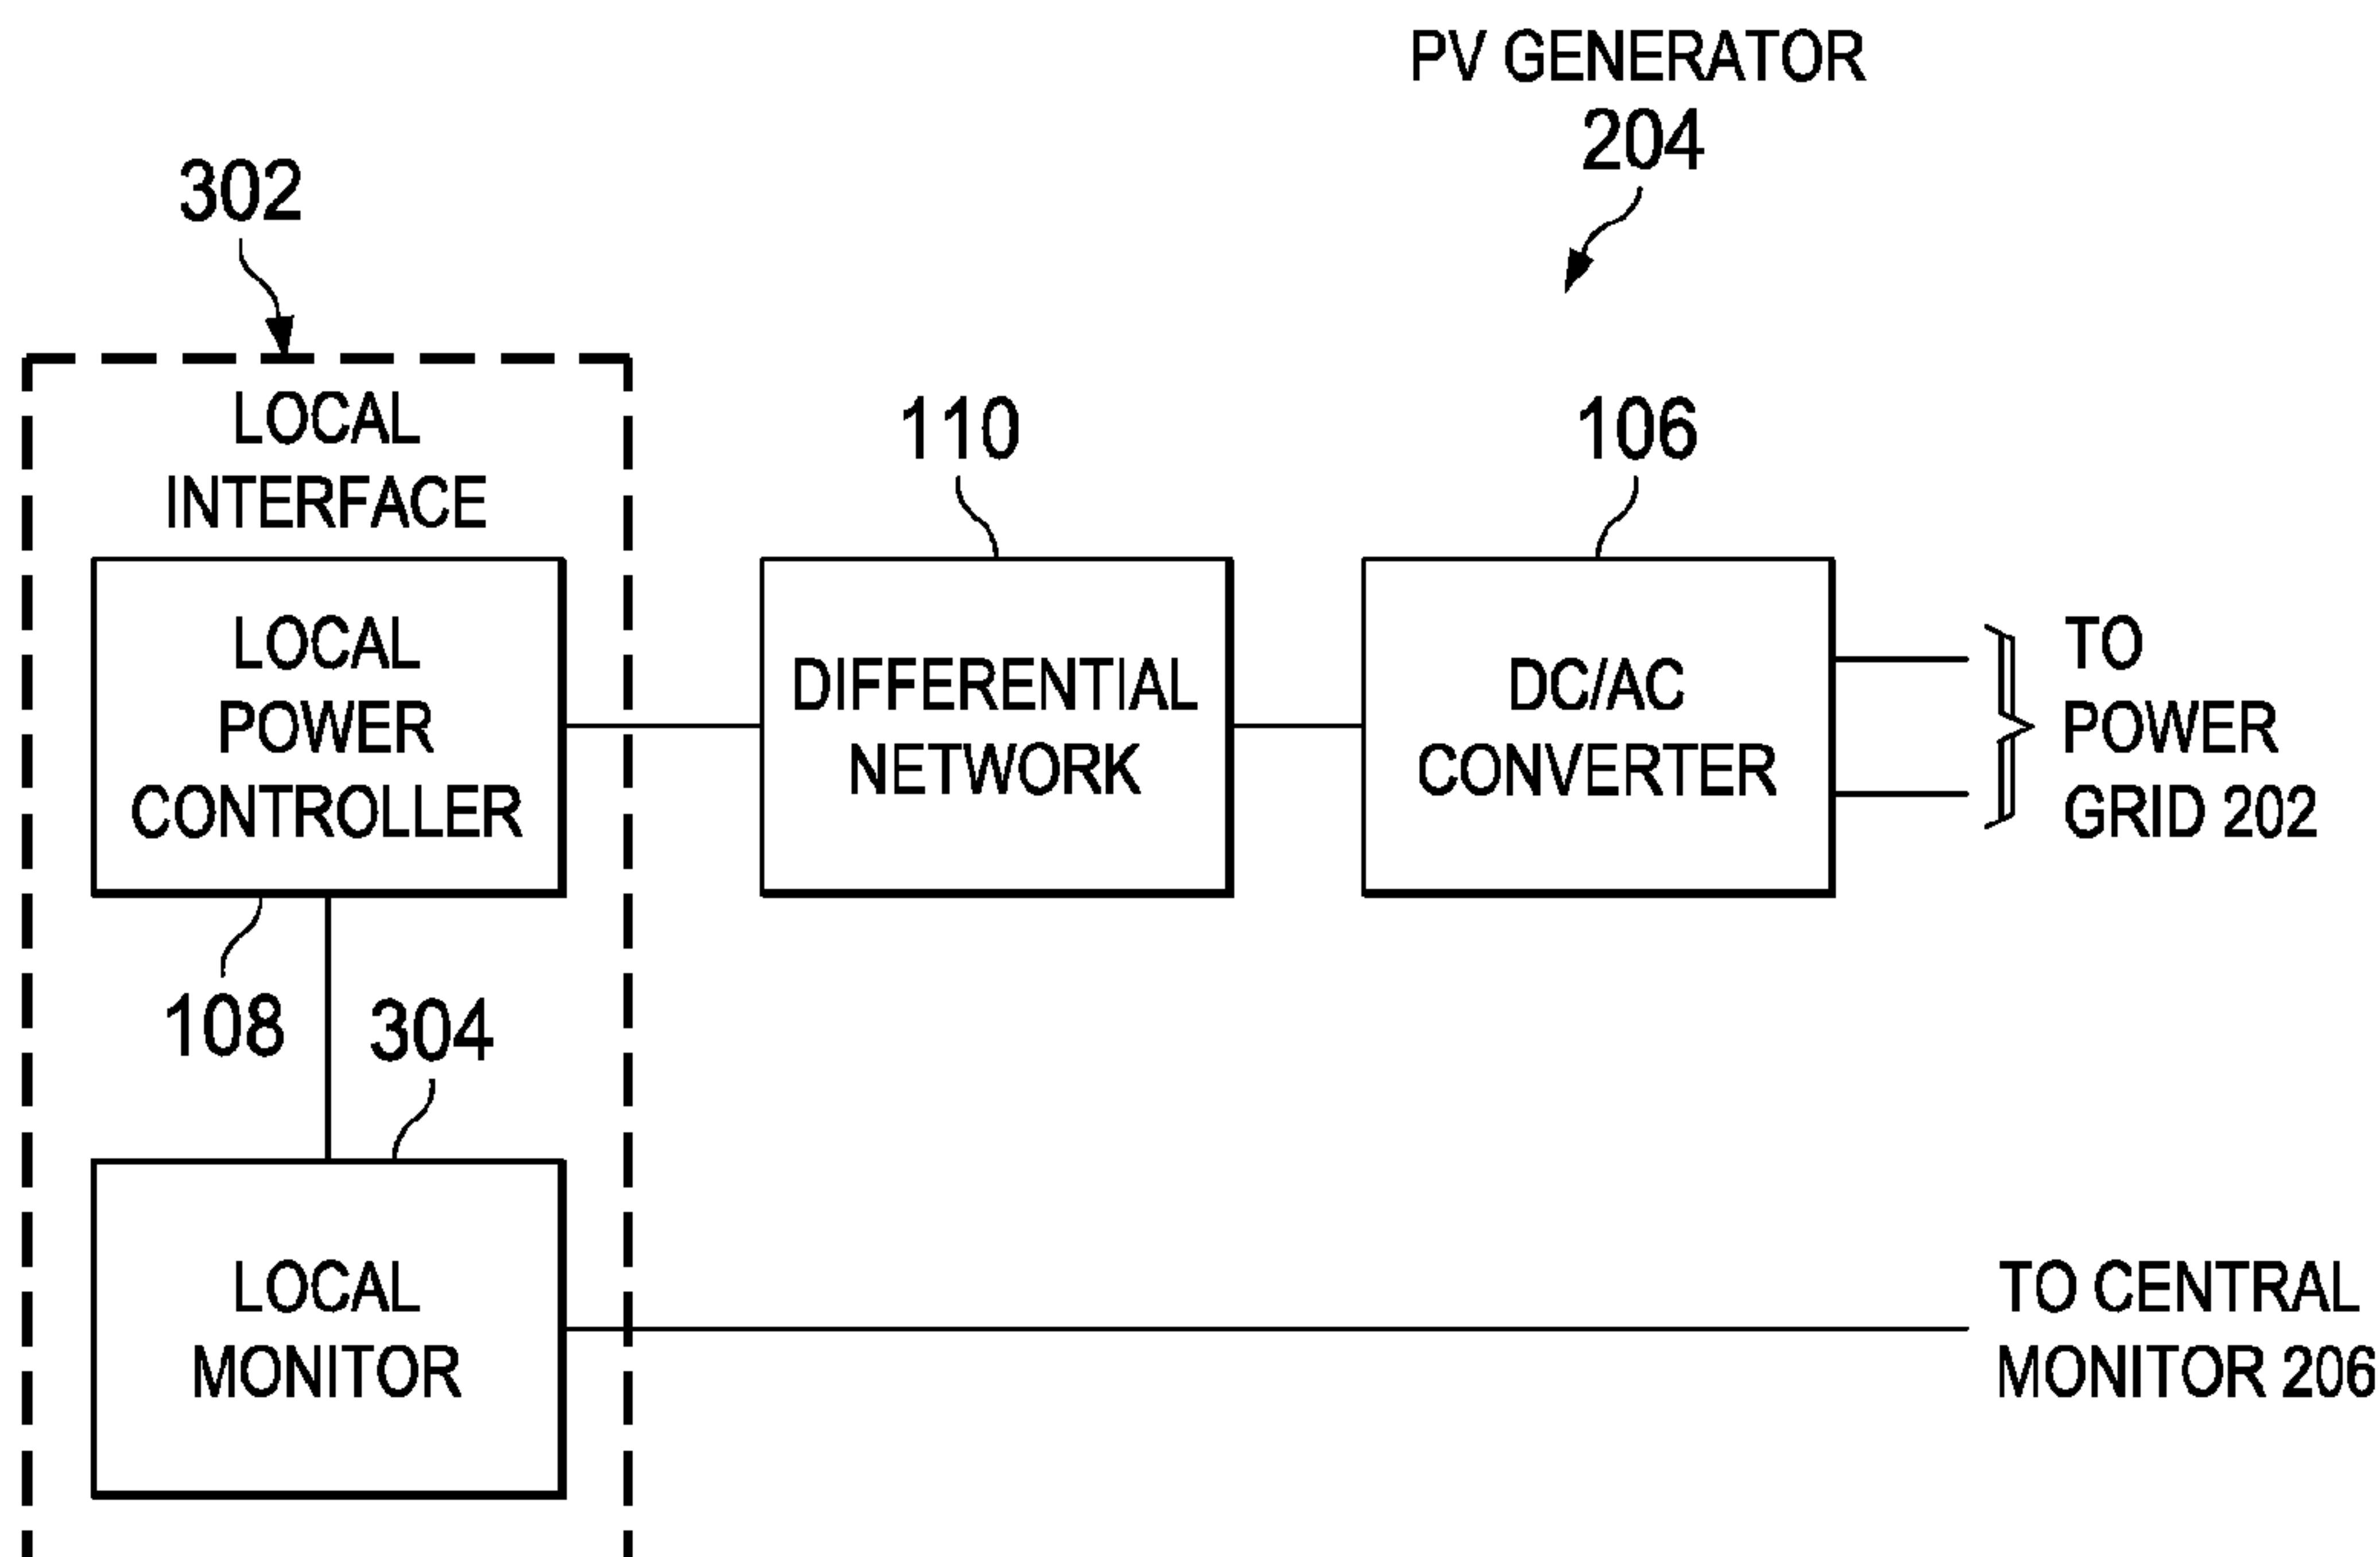 PV GENERATOR
204
302
LOCAL
INTERFACE
110
106
LOCAL
POWER
CONTROLLER
DIFFERENTIAL
NETWORK
DC/AC
CONVERTER
TO
POWER
GRID 202
108
304
LOCAL
MONITOR
TO CENTRAL
MONITOR 206